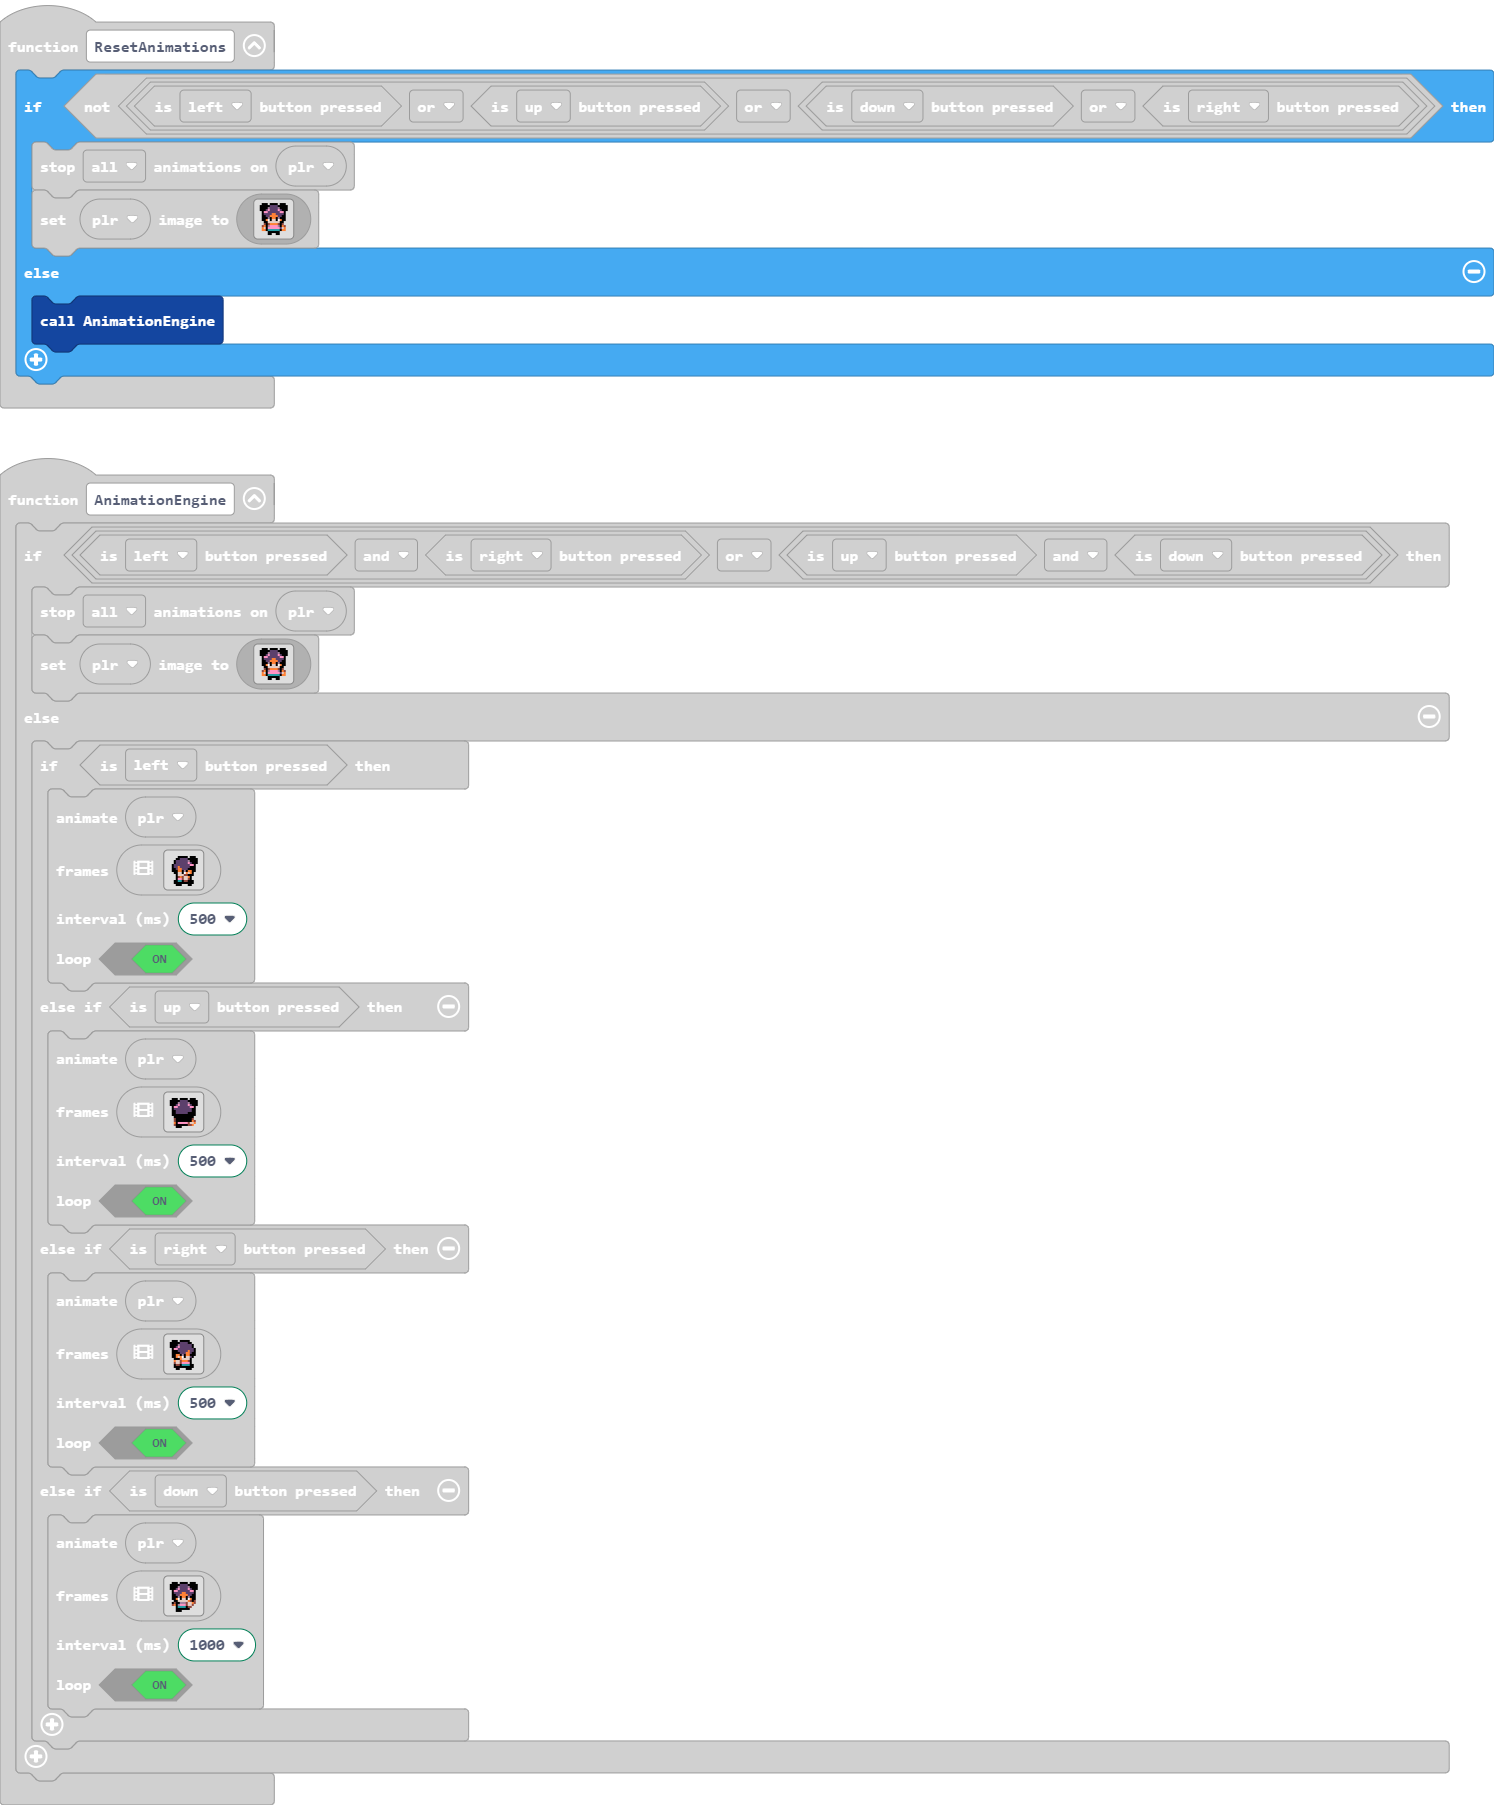 function ResetAnimations
if not is left button pressed or is up button pressed or is down button pressed or is right button pressed then
stop all animations on plr
set plr image to
else
call AnimationEngine
function AnimationEngine
if is left button pressed and is right button pressed or is up button pressed and is down button pressed then
stop all animations on plr
set plr image to
else
if is left button pressed then
animate plr
frames
interval (ms) 500
loop ON
else if is up button pressed then
animate plr
frames
interval (ms) 500
loop ON
else if is right button pressed then
animate plr
frames
interval (ms) 500
loop ON
else if is down button pressed then
animate plr
frames
interval (ms) 1000
loop ON